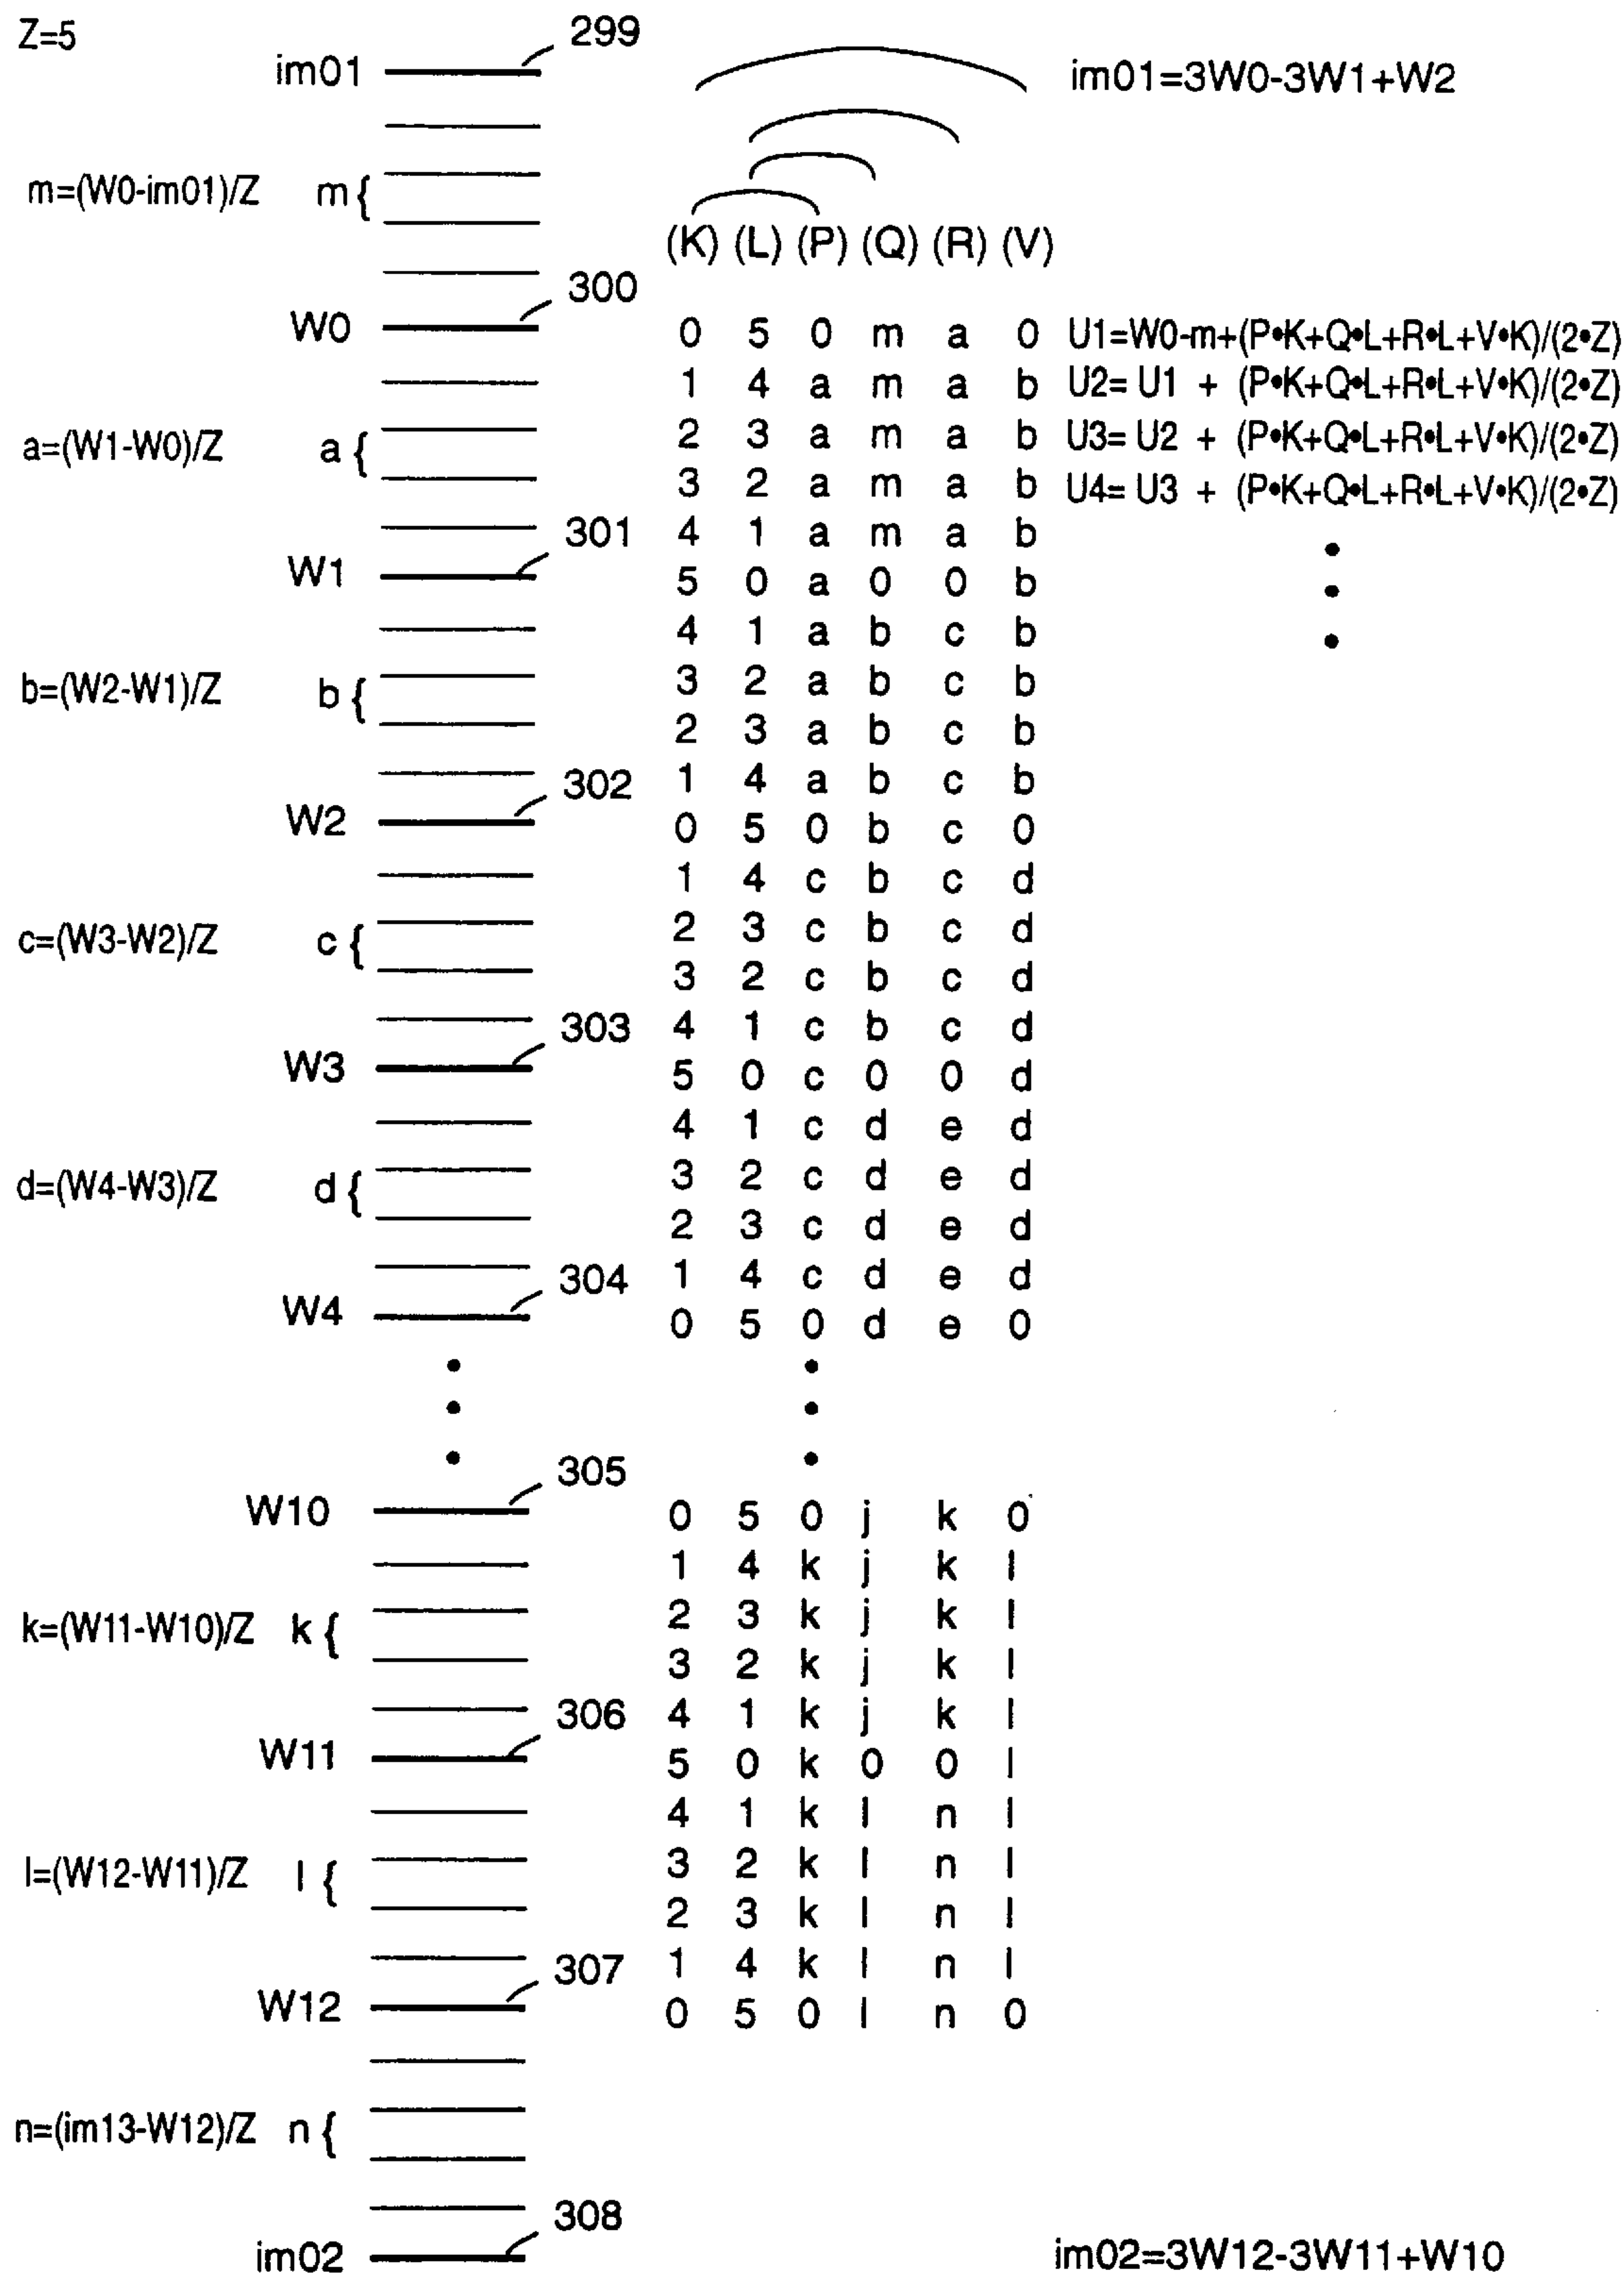 Z=5
299
im01
im01=3W0-3W1+W2
m=(W0-im01)/Z m{
(K) (L) (P) (Q) (R) (V)
300
W0 0 5 0 m a 0 U1=W0-m+(P•K+Q•L+R•L+V•K)/(2•Z)
1 4 a m a b U2= U1 + (P•K+Q•L+R•L+V•K)/(2•Z)
a=(W1-W0)/Z a{ 2 3 a m a b U3= U2 + (P•K+Q•L+R•L+V•K)/(2•Z)
3 2 a m a b U4= U3 + (P•K+Q•L+R•L+V•K)/(2•Z)
301 4 1 a m a b
W1 5 0 a 0 0 b
4 1 a b c b
b=(W2-W1)/Z b{ 3 2 a b c b
2 3 a b c b
302 1 4 a b c b
W2 0 5 0 b c 0
1 4 c b c d
c=(W3-W2)/Z c{ 2 3 c b c d
3 2 c b c d
303 4 1 c b c d
W3 5 0 c 0 0 d
4 1 c d e d
d=(W4-W3)/Z d{ 3 2 c d e d
2 3 c d e d
304 1 4 c d e d
W4 0 5 0 d e 0
305
W10 0 5 0 j k 0
1 4 k j k l
k=(W11-W10)/Z k{ 2 3 k j k l
3 2 k j k l
306 4 1 k j k l
W11 5 0 k 0 0 l
4 1 k l n l
l=(W12-W11)/Z l{ 3 2 k l n l
2 3 k l n l
307 1 4 k l n l
W12 0 5 0 l n 0
n=(im13-W12)/Z n{
308
im02
im02=3W12-3W11+W10